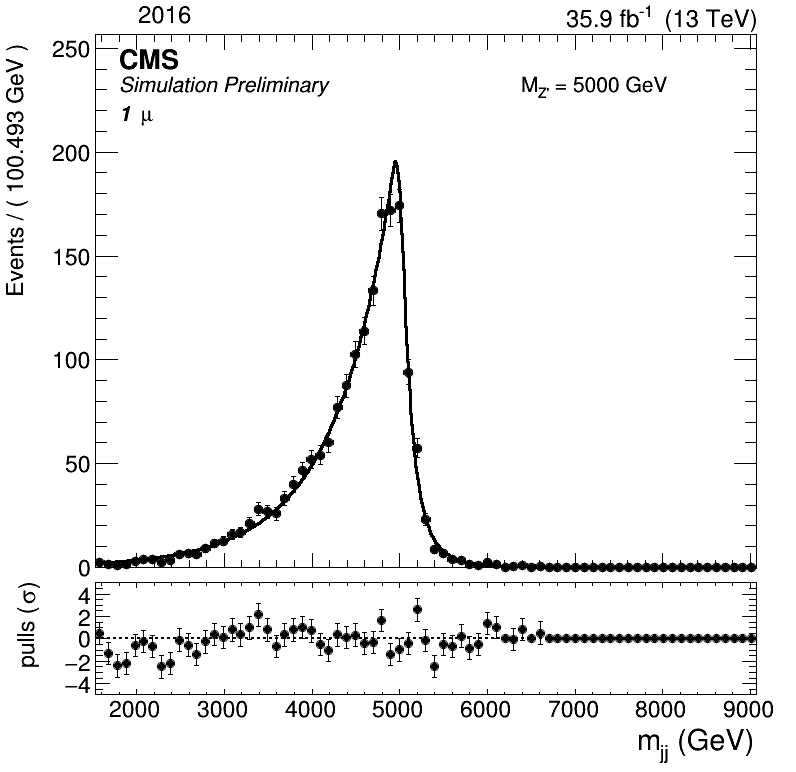 2016 35.9 fb⁻¹ (13 TeV)
CMS
Simulation Preliminary
M_Z' = 5000 GeV
1 μ
Events / ( 100.493 GeV )
250
200
150
100
50
0
pulls (σ)
4
2
0
−2
−4
2000 3000 4000 5000 6000 7000 8000 9000
m_jj (GeV)